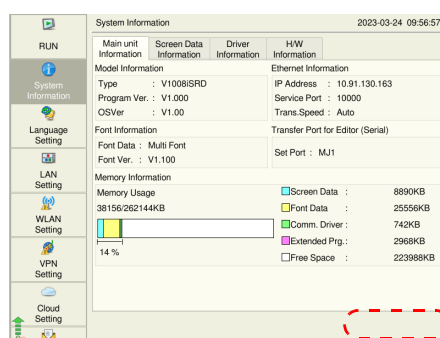 System Information 2023-03-24 09:56:57
RUN
System Information
Language Setting
LAN Setting
WLAN Setting
VPN Setting
Cloud Setting
Main unit Information
Screen Data Information
Driver Information
H/W Information
Model Information
Type : V1008iSRD
Program Ver. : V1.000
OSVer : V1.00
Ethernet Information
IP Address : 10.91.130.163
Service Port : 10000
Trans.Speed : Auto
Font Information
Font Data : Multi Font
Font Ver. : V1.100
Transfer Port for Editor (Serial)
Set Port : MJ1
Memory Information
Memory Usage
38156/262144KB
14 %
Screen Data : 8890KB
Font Data : 25556KB
Comm. Driver : 742KB
Extended Prg.: 2968KB
Free Space : 223988KB